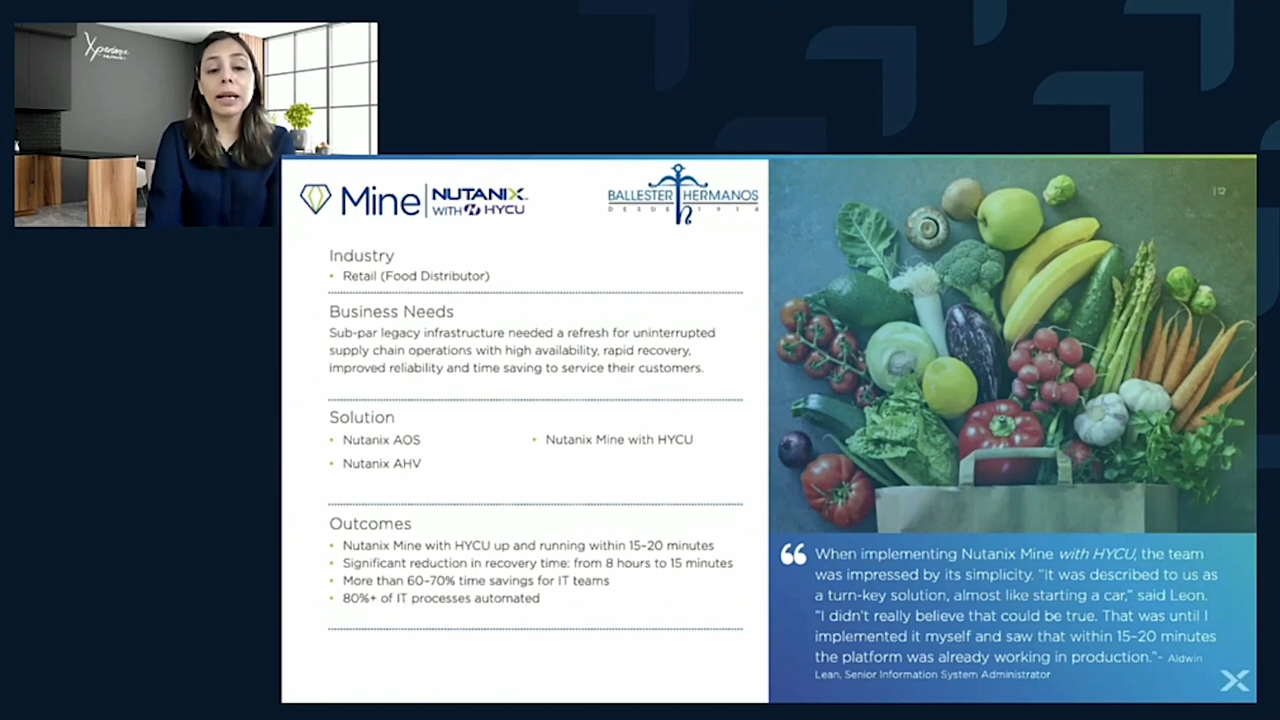 Xperience
Mine
NUTANIX
WITH HYCU
BALLESTER HERMANOS
DESDE 1914
12
Industry
• Retail (Food Distributor)
Business Needs
Sub-par legacy infrastructure needed a refresh for uninterrupted
supply chain operations with high availability, rapid recovery,
improved reliability and time saving to service their customers.
Solution
• Nutanix AOS
• Nutanix Mine with HYCU
• Nutanix AHV
Outcomes
• Nutanix Mine with HYCU up and running within 15-20 minutes
• Significant reduction in recovery time: from 8 hours to 15 minutes
• More than 60-70% time savings for IT teams
• 80%+ of IT processes automated
“ When implementing Nutanix Mine with HYCU, the team
was impressed by its simplicity. “It was described to us as
a turn-key solution, almost like starting a car,” said Leon.
“I didn’t really believe that could be true. That was until I
implemented it myself and saw that within 15-20 minutes
the platform was already working in production.”- Aldwin
Lean, Senior Information System Administrator